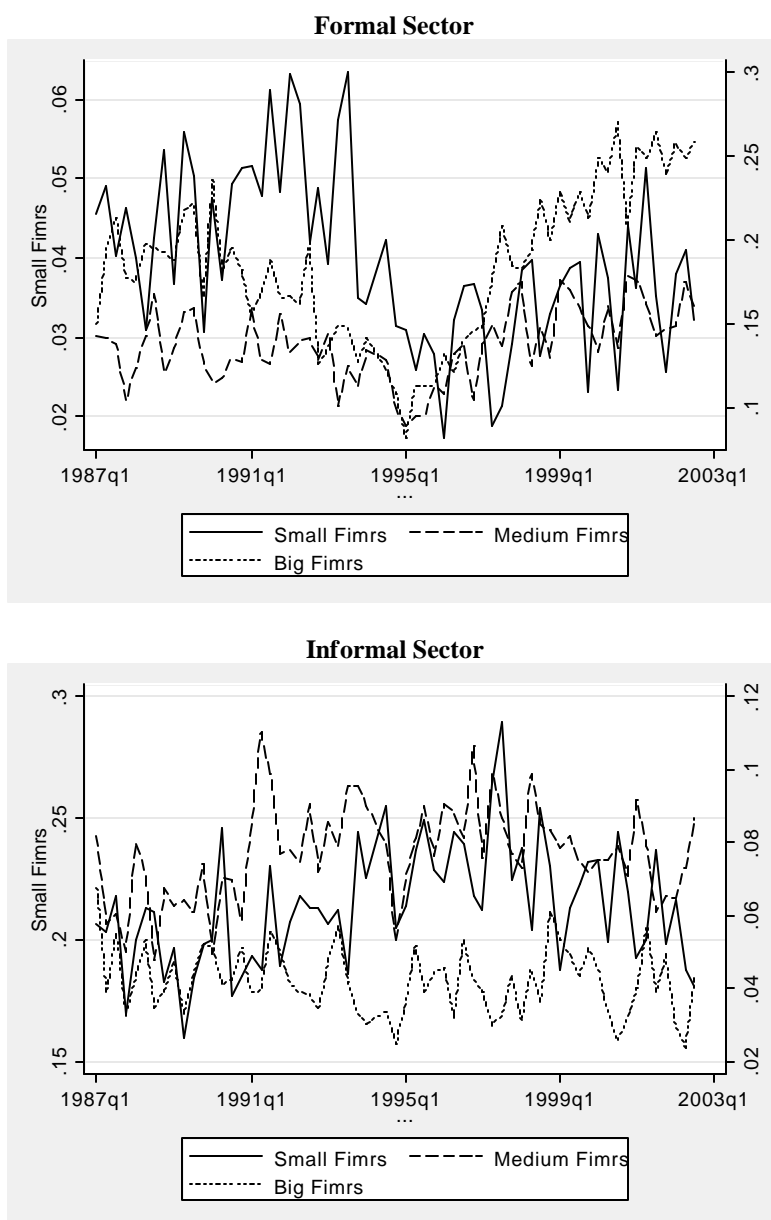 Formal Sector
Small Fimrs
.06
.05
.04
.03
.02
.3
.25
.2
.15
.1
1987q1 1991q1 1995q1 1999q1 2003q1
...
Small Fimrs Medium Fimrs
Big Fimrs
Informal Sector
Small Fimrs
.3
.25
.2
.15
.12
.1
.08
.06
.04
.02
1987q1 1991q1 1995q1 1999q1 2003q1
...
Small Fimrs Medium Fimrs
Big Fimrs